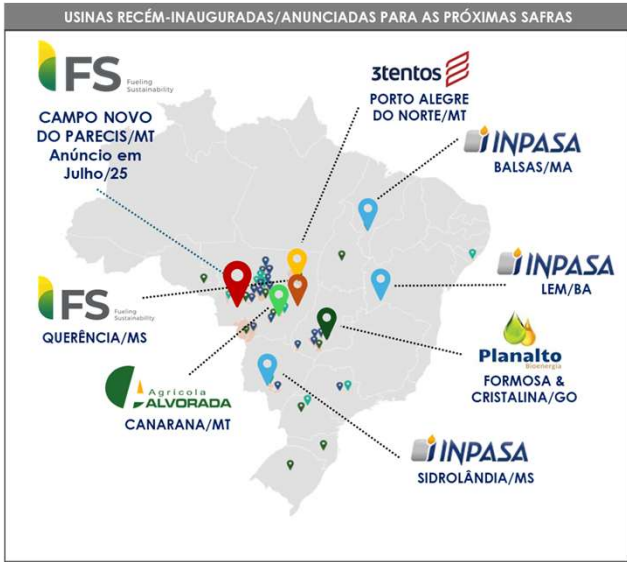 USINAS RECÉM-INAUGURADAS/ANUNCIADAS PARA AS PRÓXIMAS SAFRAS
FS Fueling
Sustainability
CAMPO NOVO
DO PARECIS/MT
Anúncio em
Julho/25
3tentos
PORTO ALEGRE
DO NORTE/MT
INPASA
BALSAS/MA
INPASA
LEM/BA
FS Fueling
Sustainability
QUERÊNCIA/MS
Planalto
Bioenergia
FORMOSA &
CRISTALINA/GO
Agrícola
ALVORADA
CANARANA/MT
INPASA
SIDROLÂNDIA/MS